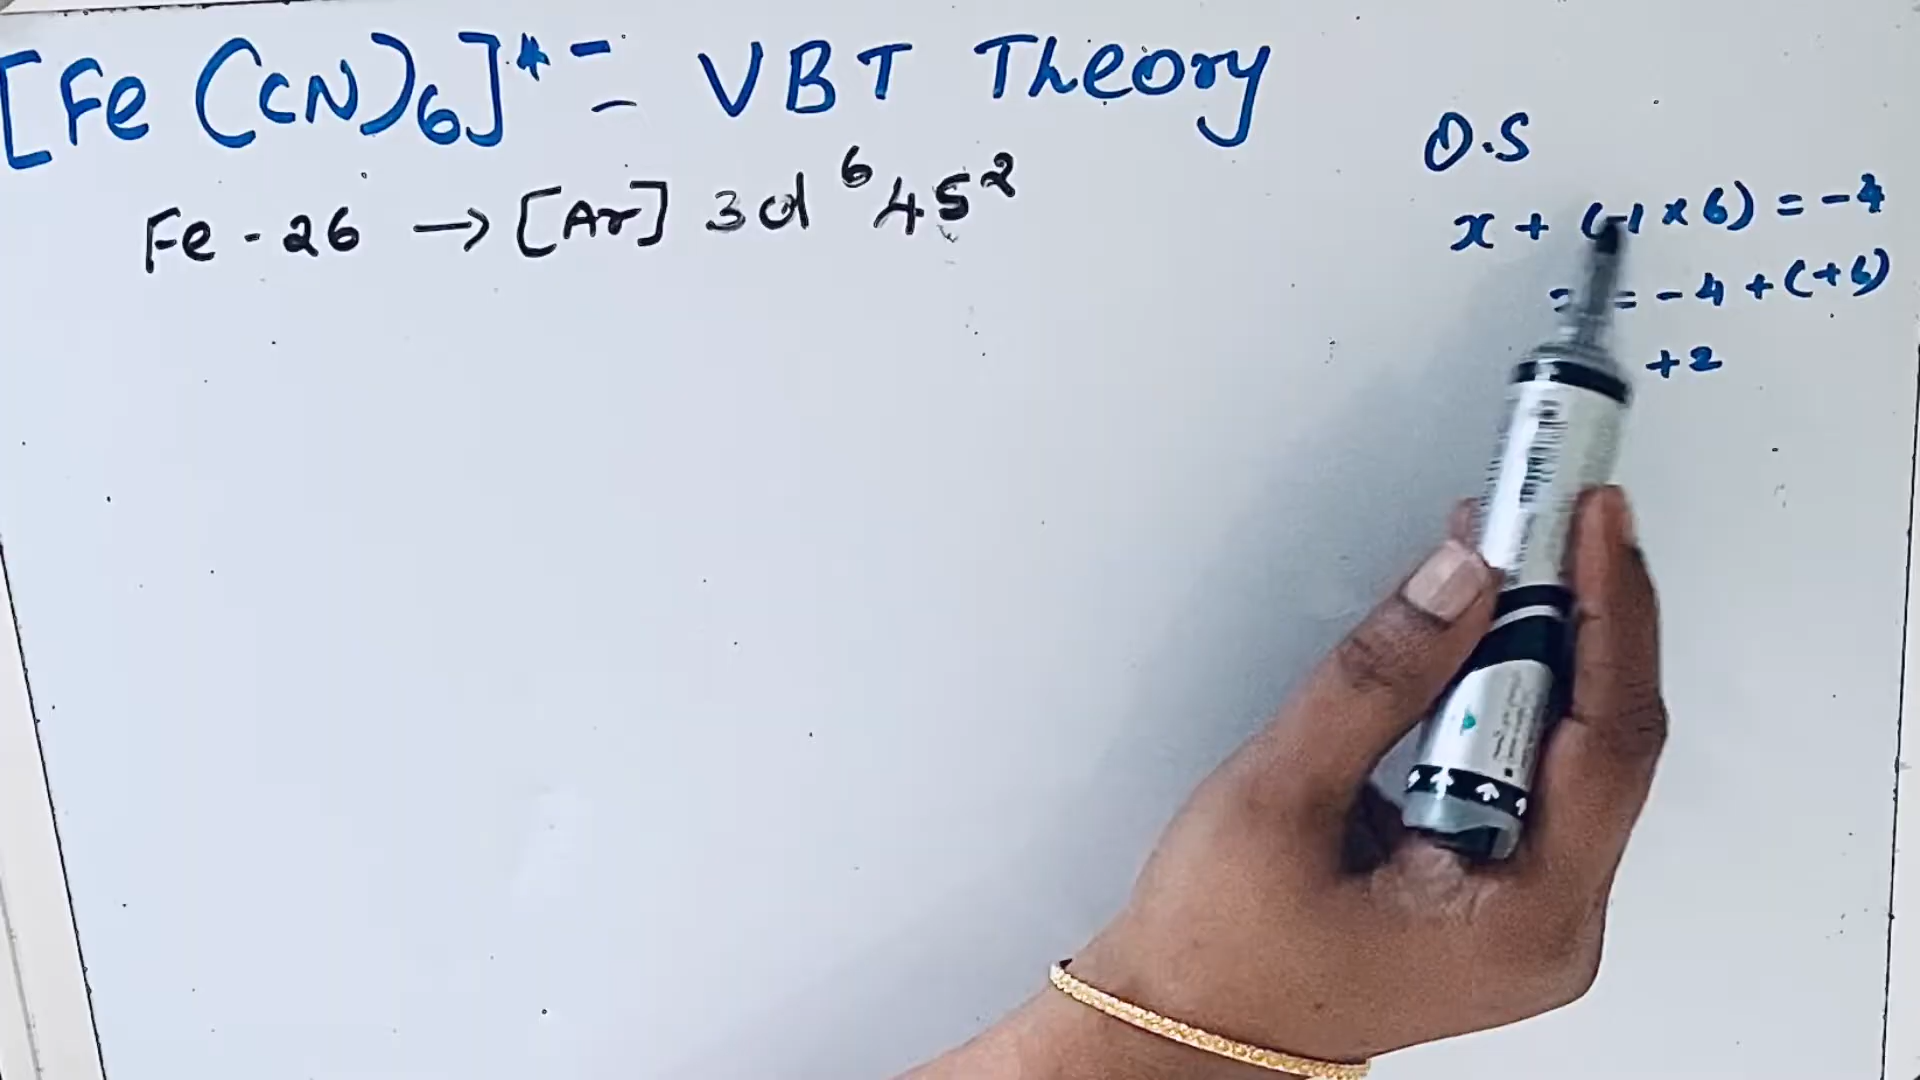 [Fe(CN)6]4- - VBT Theory
Fe - 26 → [Ar] 3d6 4s2
O.S
x + (-1 x 6) = -4
= = -4 + (+6)
+2